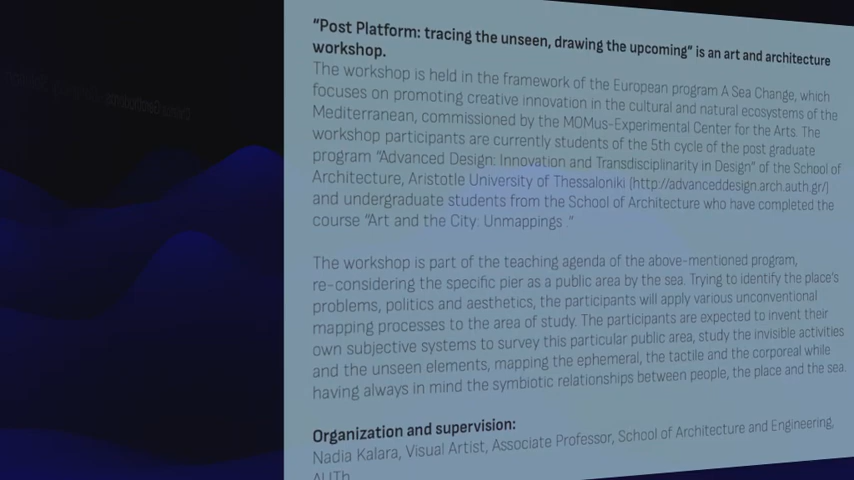 “Post Platform: tracing the unseen, drawing the upcoming” is an art and architecture
workshop.
The workshop is held in the framework of the European program A Sea Change, which
focuses on promoting creative innovation in the cultural and natural ecosystems of the
Mediterranean, commissioned by the MOMus-Experimental Center for the Arts. The
workshop participants are currently students of the 5th cycle of the post graduate
program “Advanced Design: Innovation and Transdisciplinarity in Design” of the School of
Architecture, Aristotle University of Thessaloniki [http://advanceddesign.arch.auth.gr/]
and undergraduate students from the School of Architecture who have completed the
course “Art and the City: Unmappings .”
The workshop is part of the teaching agenda of the above-mentioned program,
re-considering the specific pier as a public area by the sea. Trying to identify the place’s
problems, politics and aesthetics, the participants will apply various unconventional
mapping processes to the area of study. The participants are expected to invent their
own subjective systems to survey this particular public area, study the invisible activities
and the unseen elements, mapping the ephemeral, the tactile and the corporeal while
having always in mind the symbiotic relationships between people, the place and the sea.
Organization and supervision:
Nadia Kalara, Visual Artist, Associate Professor, School of Architecture and Engineering,
AUTh